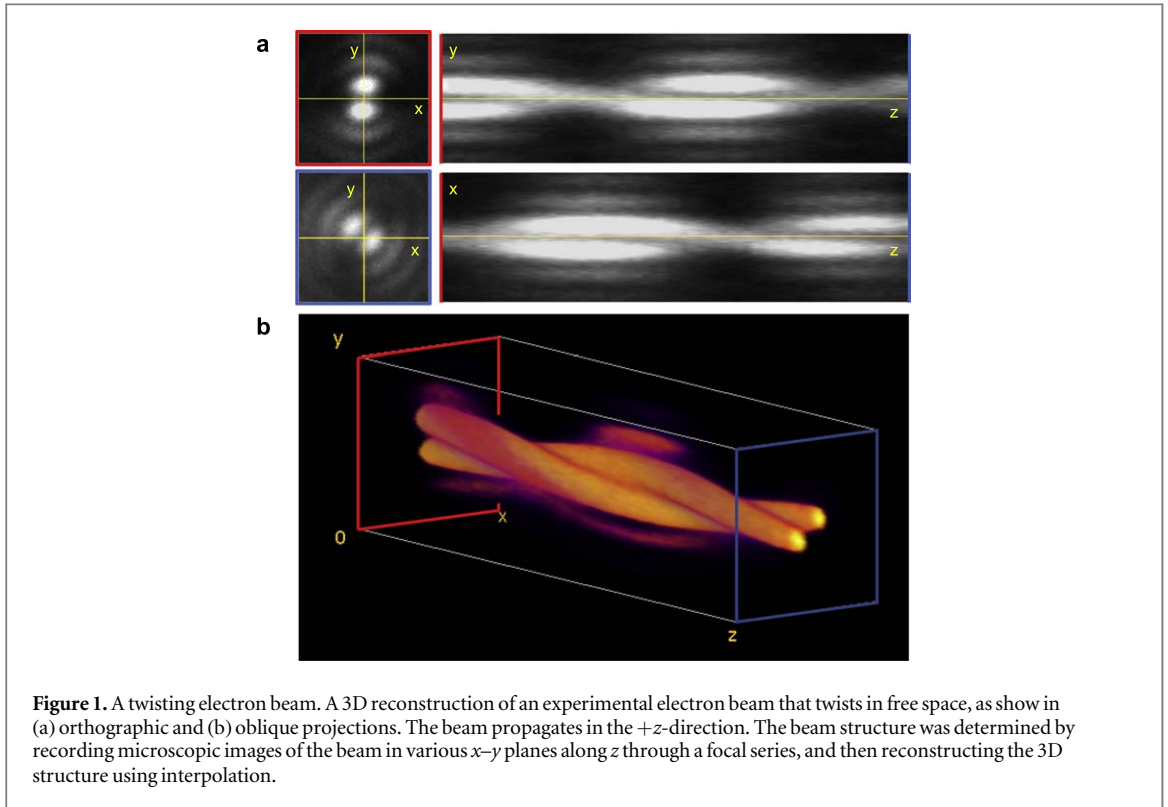 a
y
x
y
z
y
x
x
z
b
y
x
0
z
Figure 1. A twisting electron beam. A 3D reconstruction of an experimental electron beam that twists in free space, as show in
(a) orthographic and (b) oblique projections. The beam propagates in the +z-direction. The beam structure was determined by
recording microscopic images of the beam in various x–y planes along z through a focal series, and then reconstructing the 3D
structure using interpolation.